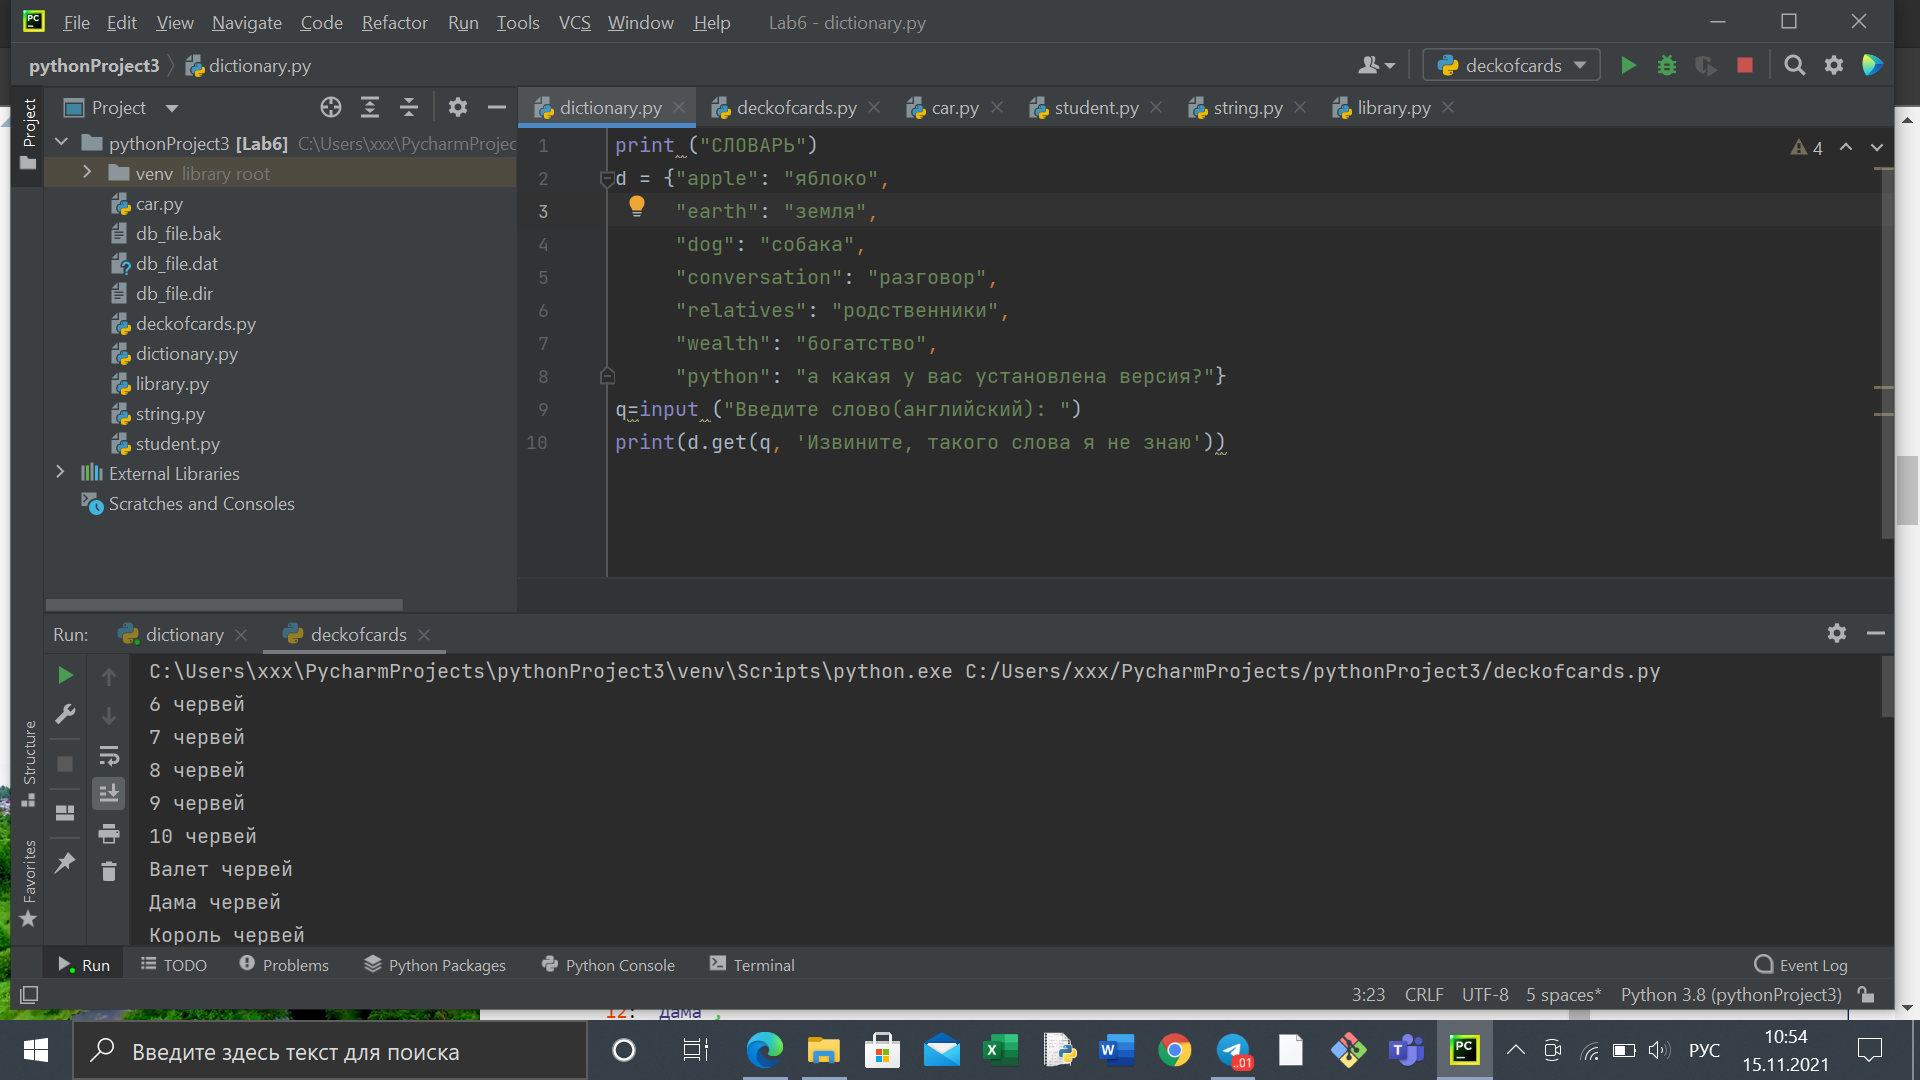 PC File Edit View Navigate Code Refactor Run Tools VCS Window Help Lab6 - dictionary.py
pythonProject3 dictionary.py deckofcards
Project
Project
dictionary.py deckofcards.py car.py student.py string.py library.py
pythonProject3 [Lab6] C:\Users\xxx\PycharmProjec
venv library root
car.py
db_file.bak
db_file.dat
db_file.dir
deckofcards.py
dictionary.py
library.py
string.py
student.py
External Libraries
Scratches and Consoles
1 print ("СЛОВАРЬ")
4
2 d = {"apple": "яблоко",
3 "earth": "земля",
4 "dog": "собака",
5 "conversation": "разговор",
6 "relatives": "родственники",
7 "wealth": "богатство",
8 "python": "а какая у вас установлена версия?"}
9 q=input ("Введите слово(английский): ")
10 print(d.get(q, 'Извините, такого слова я не знаю'))
Run: dictionary deckofcards
C:\Users\xxx\PycharmProjects\pythonProject3\venv\Scripts\python.exe C:/Users/xxx/PycharmProjects/pythonProject3/deckofcards.py
6 червей
7 червей
8 червей
9 червей
10 червей
Валет червей
Дама червей
Король червей
Structure
Favorites
Run TODO Problems Python Packages Python Console Terminal Event Log
3:23 CRLF UTF-8 5 spaces* Python 3.8 (pythonProject3)
12: "Дама",
Введите здесь текст для поиска
..01
PC
РУС
10:54
15.11.2021